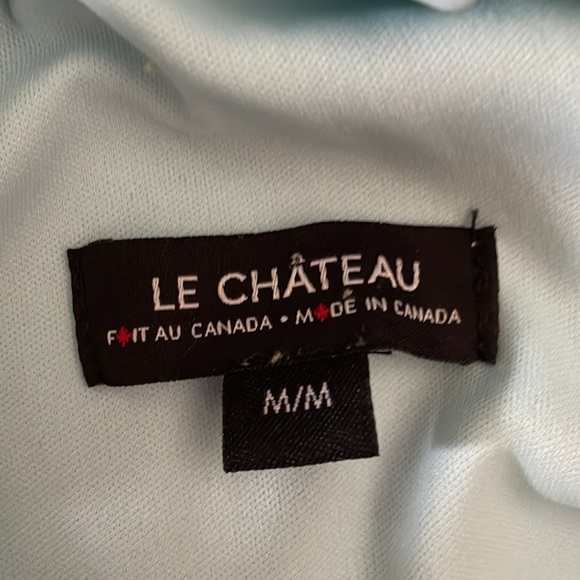 LE CHÂTEAU
FAIT AU CANADA • MADE IN CANADA
M/M